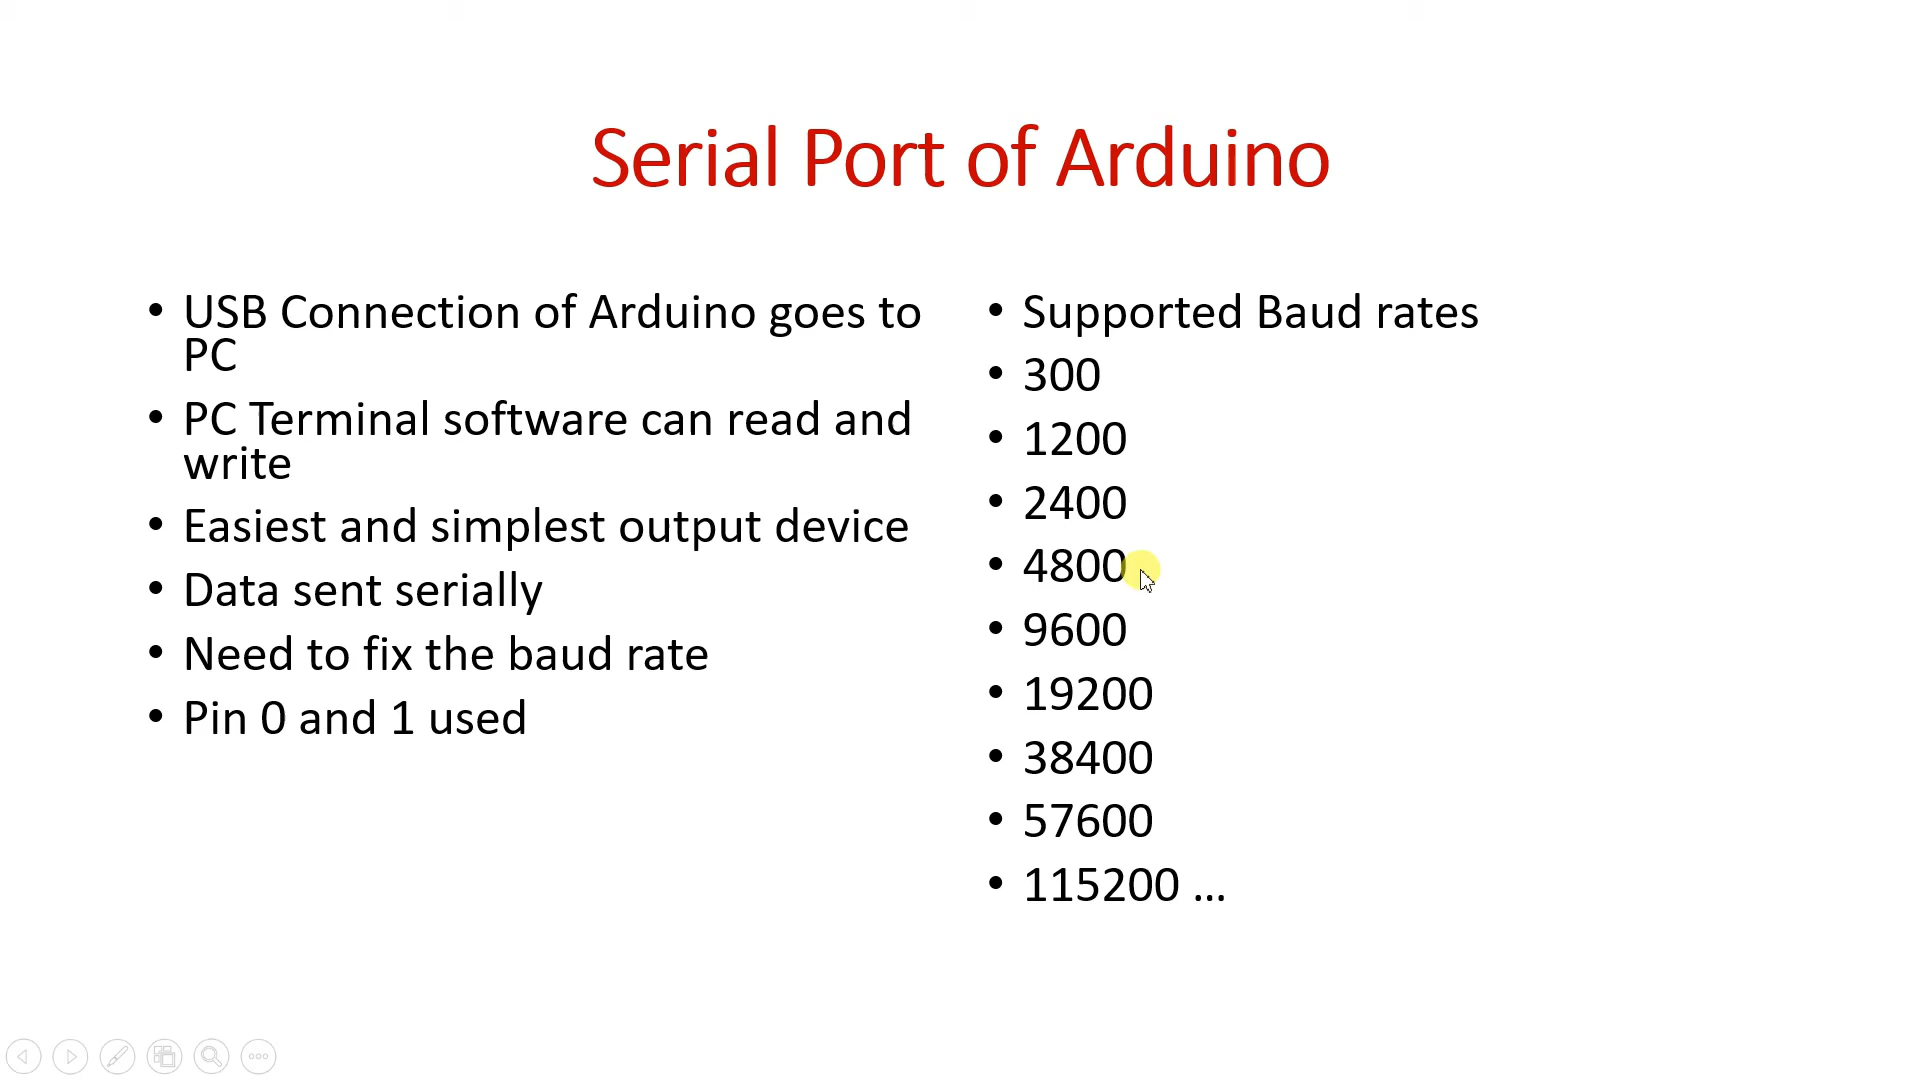 Serial Port of Arduino
• USB Connection of Arduino goes to
PC
• PC Terminal software can read and
write
• Easiest and simplest output device
• Data sent serially
• Need to fix the baud rate
• Pin 0 and 1 used
• Supported Baud rates
• 300
• 1200
• 2400
• 4800
• 9600
• 19200
• 38400
• 57600
• 115200 ...